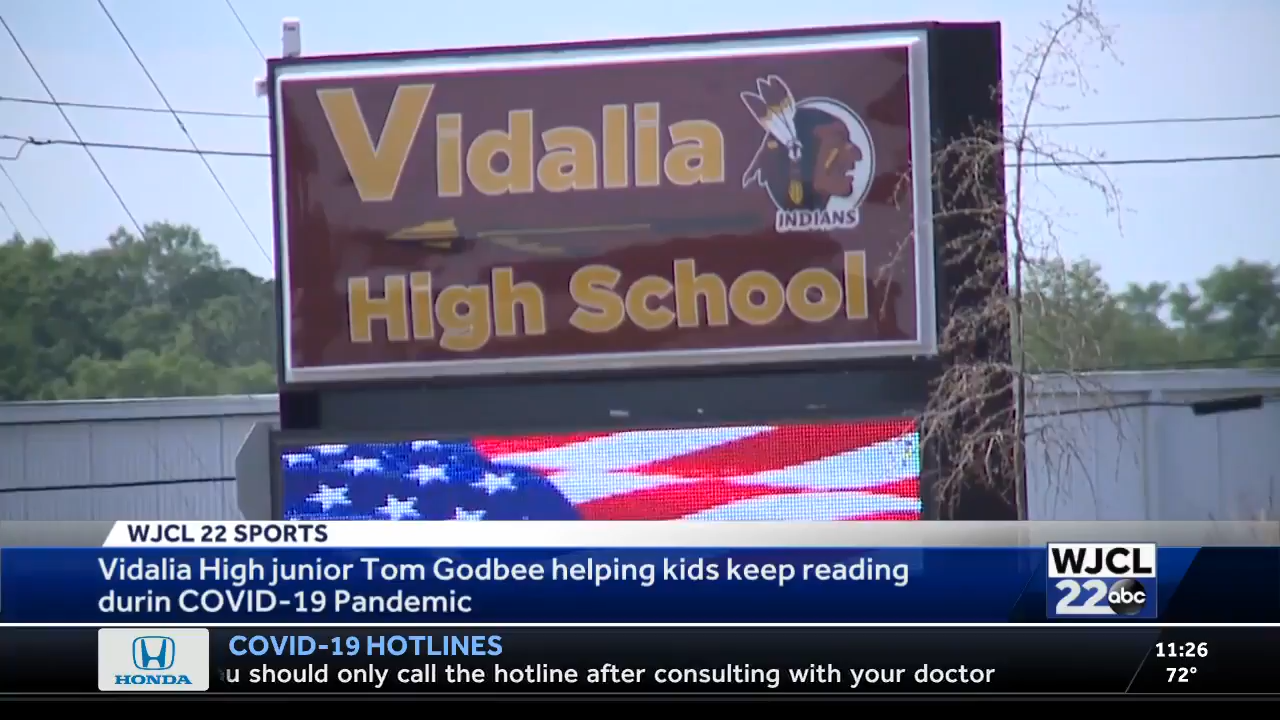 Vidalia
INDIANS
High School
WJCL 22 SPORTS
Vidalia High junior Tom Godbee helping kids keep reading
durin COVID-19 Pandemic
WJCL
22 abc
HONDA
COVID-19 HOTLINES
u should only call the hotline after consulting with your doctor
11:26
72°